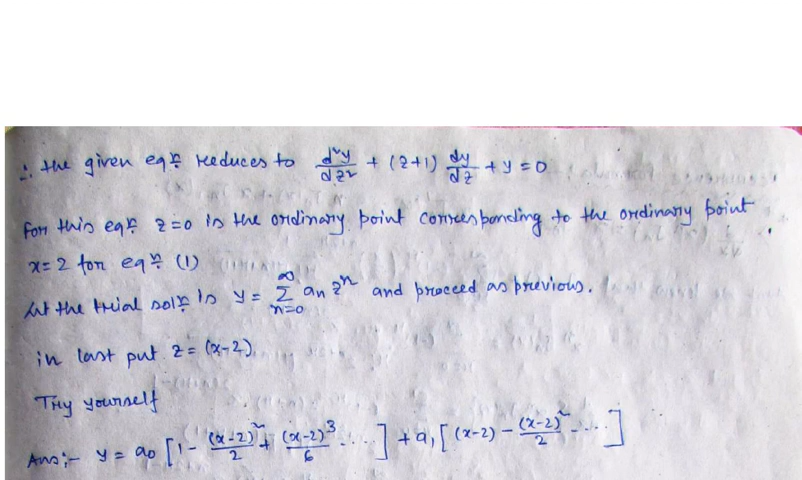 ∴ the given eqn. reduces to d²y/dz² + (z+1) dy/dz + y = 0
for this eqn. z=0 is the ordinary point corresponding to the ordinary point
x=2 for eqn. (1)
Let the trial soln. is y = ∑_{n=0}^{∞} a_n z^n and proceed as previous.
in last put z = (x-2)
Try yourself
Ans:- y = a₀ [1 - (x-2)²/2 + (x-2)³/6 ....] + a₁ [(x-2) - (x-2)²/2 - ....]